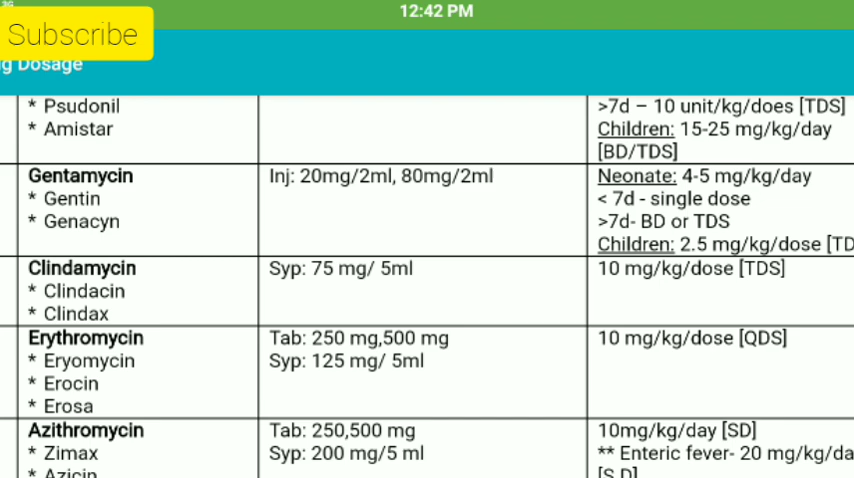 3G
12:42 PM
Subscribe
g Dosage
* Psudonil
* Amistar
>7d – 10 unit/kg/does [TDS]
Children: 15-25 mg/kg/day
[BD/TDS]
Gentamycin
* Gentin
* Genacyn
Inj: 20mg/2ml, 80mg/2ml
Neonate: 4-5 mg/kg/day
< 7d - single dose
>7d- BD or TDS
Children: 2.5 mg/kg/dose [TD
Clindamycin
* Clindacin
* Clindax
Syp: 75 mg/ 5ml
10 mg/kg/dose [TDS]
Erythromycin
* Eryomycin
* Erocin
* Erosa
Tab: 250 mg,500 mg
Syp: 125 mg/ 5ml
10 mg/kg/dose [QDS]
Azithromycin
* Zimax
* Azicin
Tab: 250,500 mg
Syp: 200 mg/5 ml
10mg/kg/day [SD]
** Enteric fever- 20 mg/kg/da
[S.D]